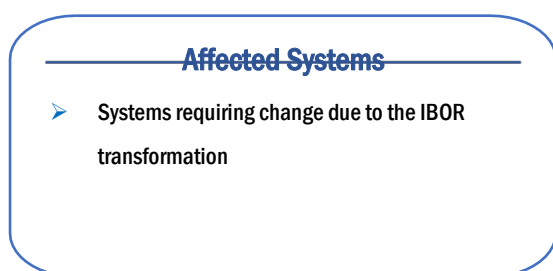 Affected Systems
➢ Systems requiring change due to the IBOR
transformation